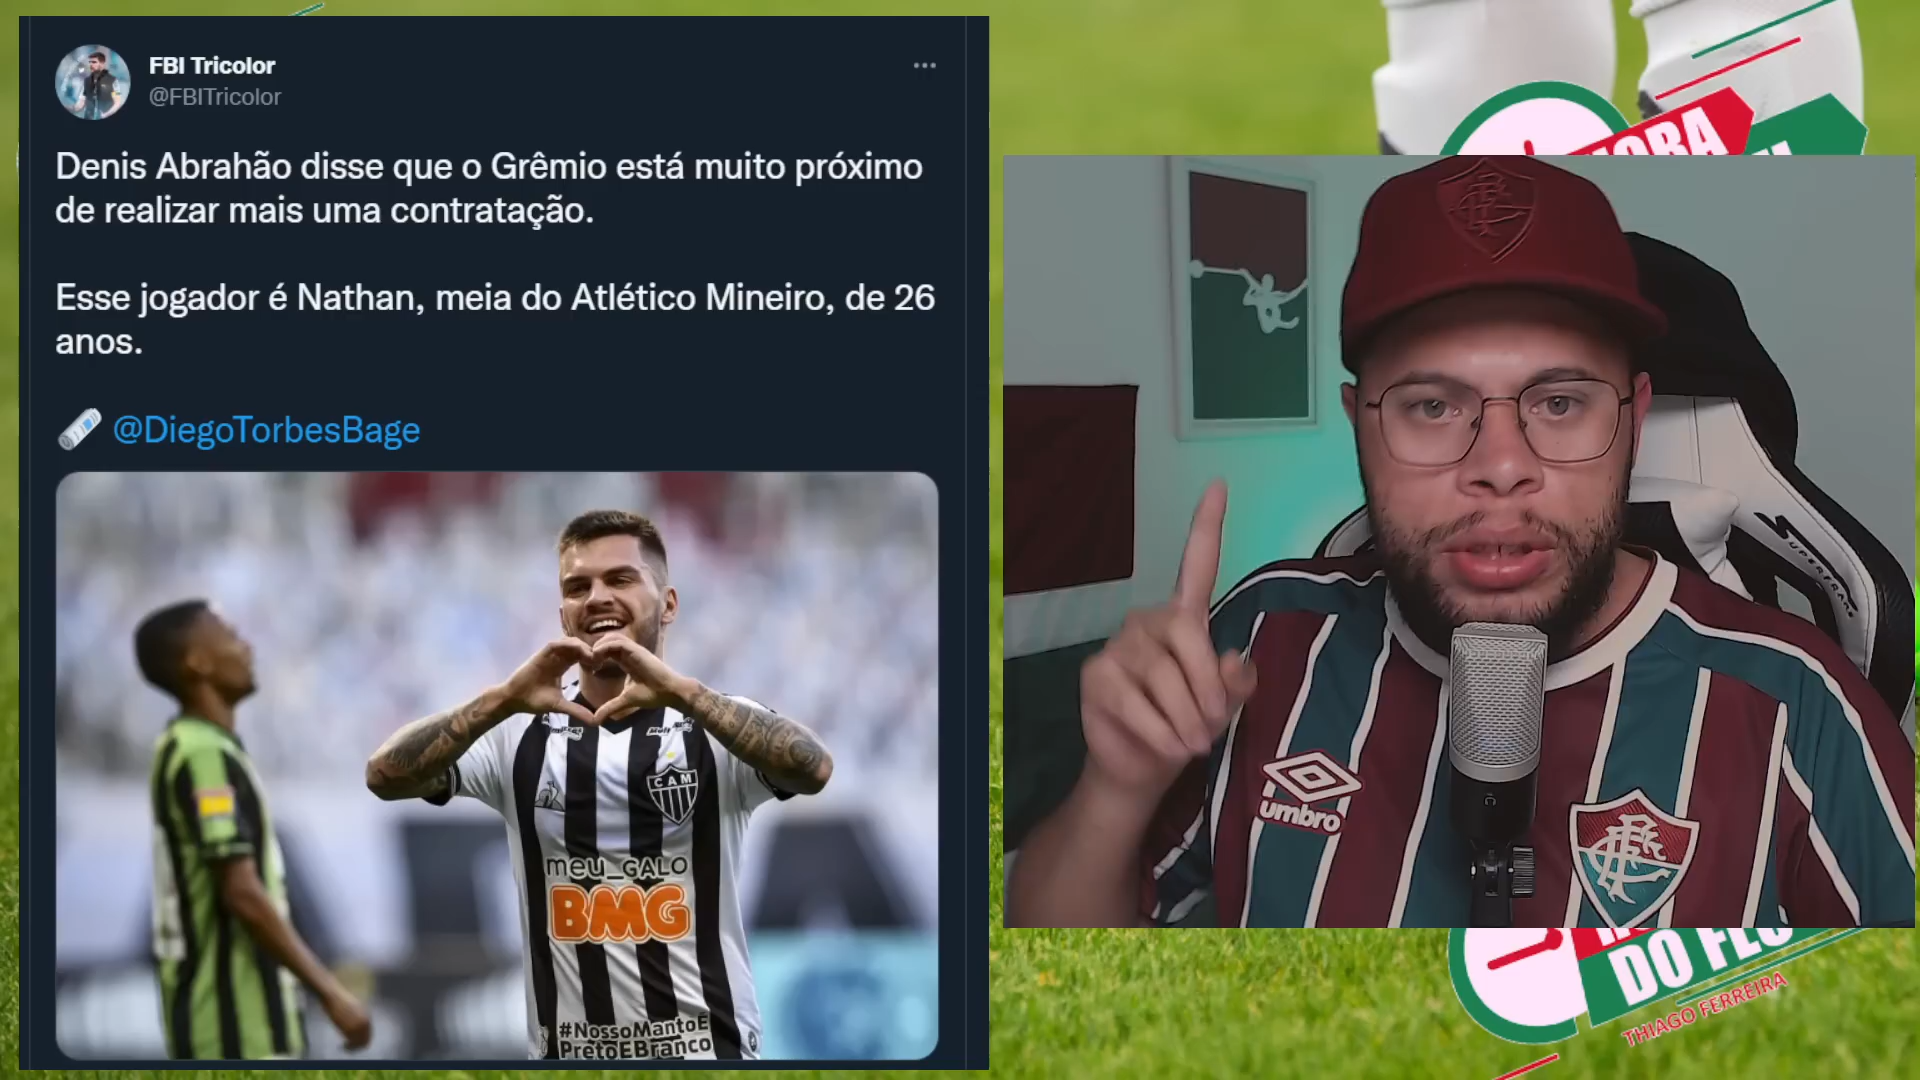 FBI Tricolor
@FBITricolor
Denis Abrahão disse que o Grêmio está muito próximo
de realizar mais uma contratação.
Esse jogador é Nathan, meia do Atlético Mineiro, de 26
anos.
@DiegoTorbesBage
CAM
meu_GALO
BMG
#NossoMantoÉ
PretoEBranco
umbro
DO FLU
THIAGO FERREIRA